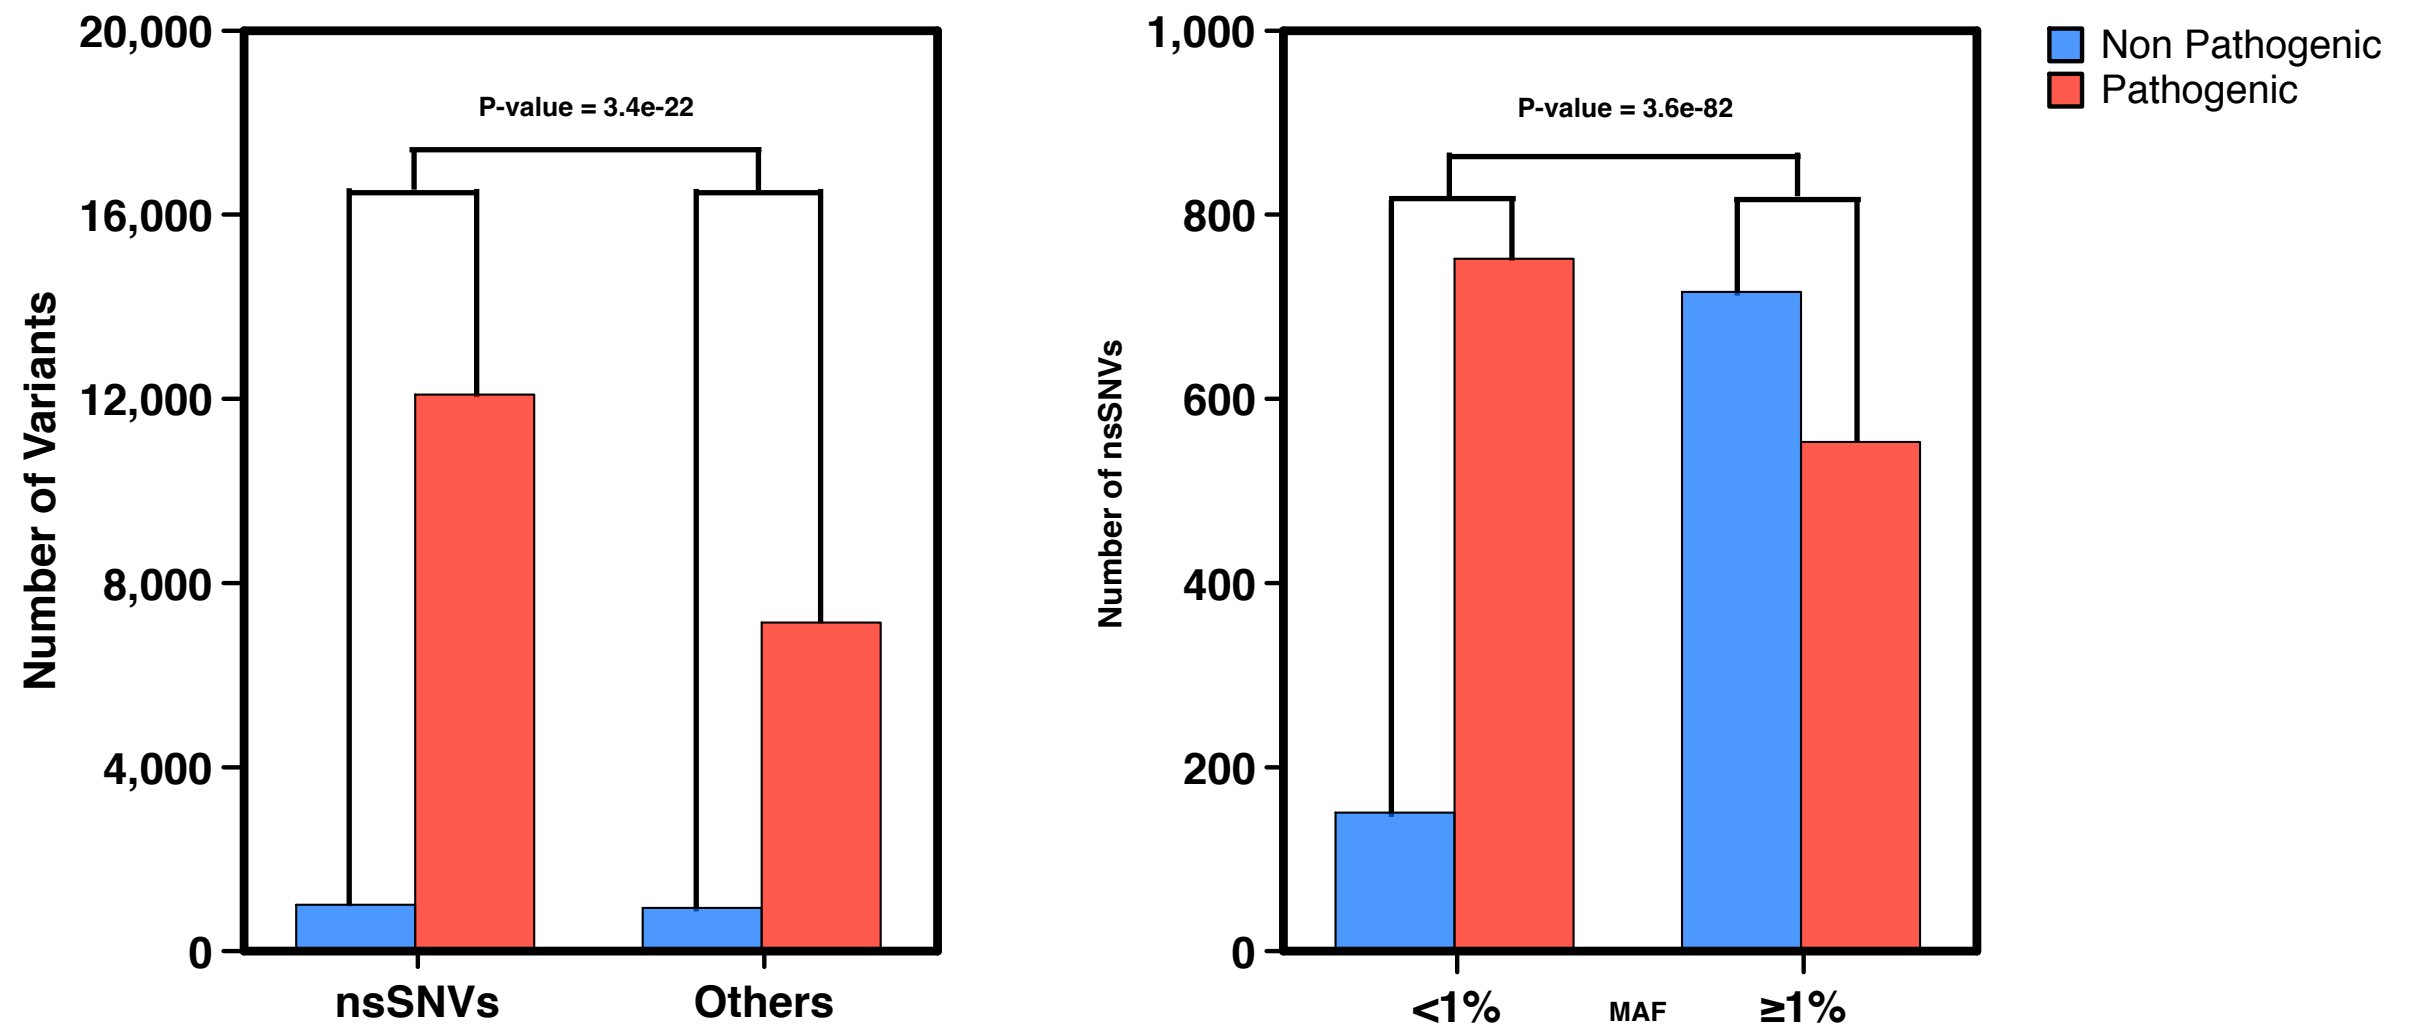 Number of Variants
20,000
16,000
12,000
8,000
4,000
0
P-value = 3.4e-22
nsSNVs
Others
Number of nsSNVs
1,000
800
600
400
200
0
P-value = 3.6e-82
<1%
MAF
≥1%
Non Pathogenic
Pathogenic